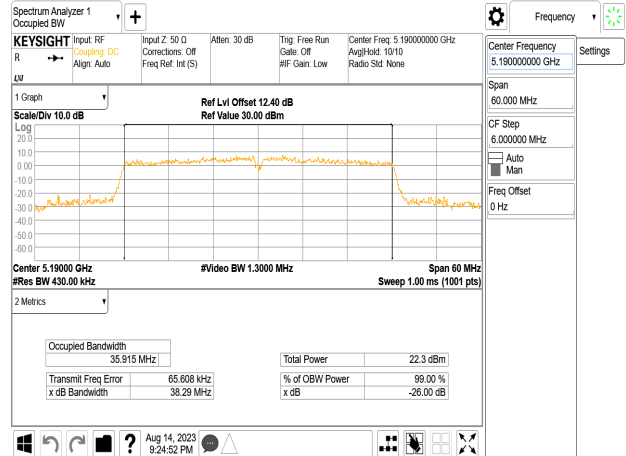 Spectrum Analyzer 1
Occupied BW
Frequency
KEYSIGHT
R
Input: RF
Coupling: DC
Align: Auto
Input Z: 50 Ω
Corrections: Off
Freq Ref: Int (S)
Atten: 30 dB
Trig: Free Run
Gate: Off
#IF Gain: Low
Center Freq: 5.190000000 GHz
Avg|Hold: 10/10
Radio Std: None
Center Frequency
5.190000000 GHz
Settings
Span
60.000 MHz
CF Step
6.000000 MHz
Auto
Man
Freq Offset
0 Hz
1 Graph
Scale/Div 10.0 dB
Ref Lvl Offset 12.40 dB
Ref Value 30.00 dBm
Log
20.0
10.0
0.00
-10.0
-20.0
-30.0
-40.0
-50.0
-60.0
Center 5.19000 GHz
#Video BW 1.3000 MHz
Span 60 MHz
#Res BW 430.00 kHz
Sweep 1.00 ms (1001 pts)
2 Metrics
Occupied Bandwidth
35.915 MHz
Total Power 22.3 dBm
Transmit Freq Error 65.608 kHz
% of OBW Power 99.00 %
x dB Bandwidth 38.29 MHz
x dB -26.00 dB
?
Aug 14, 2023
9:24:52 PM